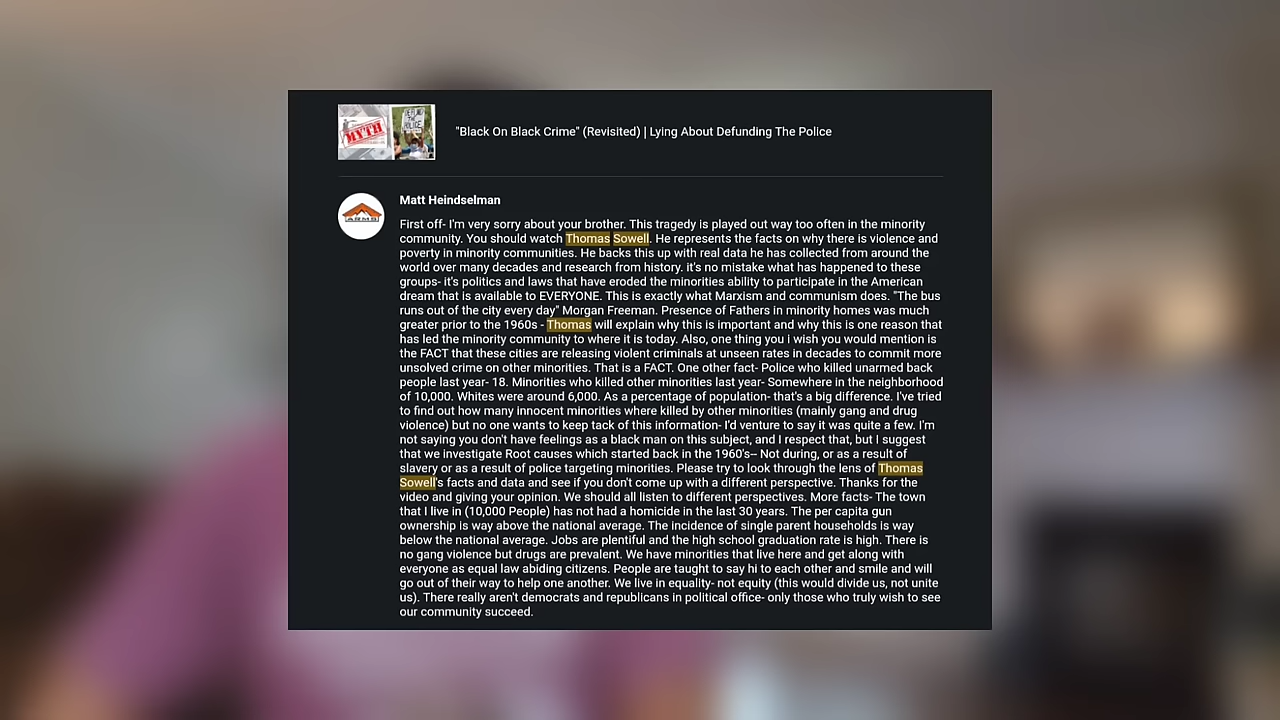 MYTH
DEFUND
THE
POLICE
"Black On Black Crime" (Revisited) | Lying About Defunding The Police
ARMS
Matt Heindselman
First off- I'm very sorry about your brother. This tragedy is played out way too often in the minority
community. You should watch Thomas Sowell. He represents the facts on why there is violence and
poverty in minority communities. He backs this up with real data he has collected from around the
world over many decades and research from history. it's no mistake what has happened to these
groups- it's politics and laws that have eroded the minorities ability to participate in the American
dream that is available to EVERYONE. This is exactly what Marxism and communism does. "The bus
runs out of the city every day" Morgan Freeman. Presence of Fathers in minority homes was much
greater prior to the 1960s - Thomas will explain why this is important and why this is one reason that
has led the minority community to where it is today. Also, one thing you i wish you would mention is
the FACT that these cities are releasing violent criminals at unseen rates in decades to commit more
unsolved crime on other minorities. That is a FACT. One other fact- Police who killed unarmed back
people last year- 18. Minorities who killed other minorities last year- Somewhere in the neighborhood
of 10,000. Whites were around 6,000. As a percentage of population- that's a big difference. I've tried
to find out how many innocent minorities where killed by other minorities (mainly gang and drug
violence) but no one wants to keep tack of this information- I'd venture to say it was quite a few. I'm
not saying you don't have feelings as a black man on this subject, and I respect that, but I suggest
that we investigate Root causes which started back in the 1960's-- Not during, or as a result of
slavery or as a result of police targeting minorities. Please try to look through the lens of Thomas
Sowell's facts and data and see if you don't come up with a different perspective. Thanks for the
video and giving your opinion. We should all listen to different perspectives. More facts- The town
that I live in (10,000 People) has not had a homicide in the last 30 years. The per capita gun
ownership is way above the national average. The incidence of single parent households is way
below the national average. Jobs are plentiful and the high school graduation rate is high. There is
no gang violence but drugs are prevalent. We have minorities that live here and get along with
everyone as equal law abiding citizens. People are taught to say hi to each other and smile and will
go out of their way to help one another. We live in equality- not equity (this would divide us, not unite
us). There really aren't democrats and republicans in political office- only those who truly wish to see
our community succeed.